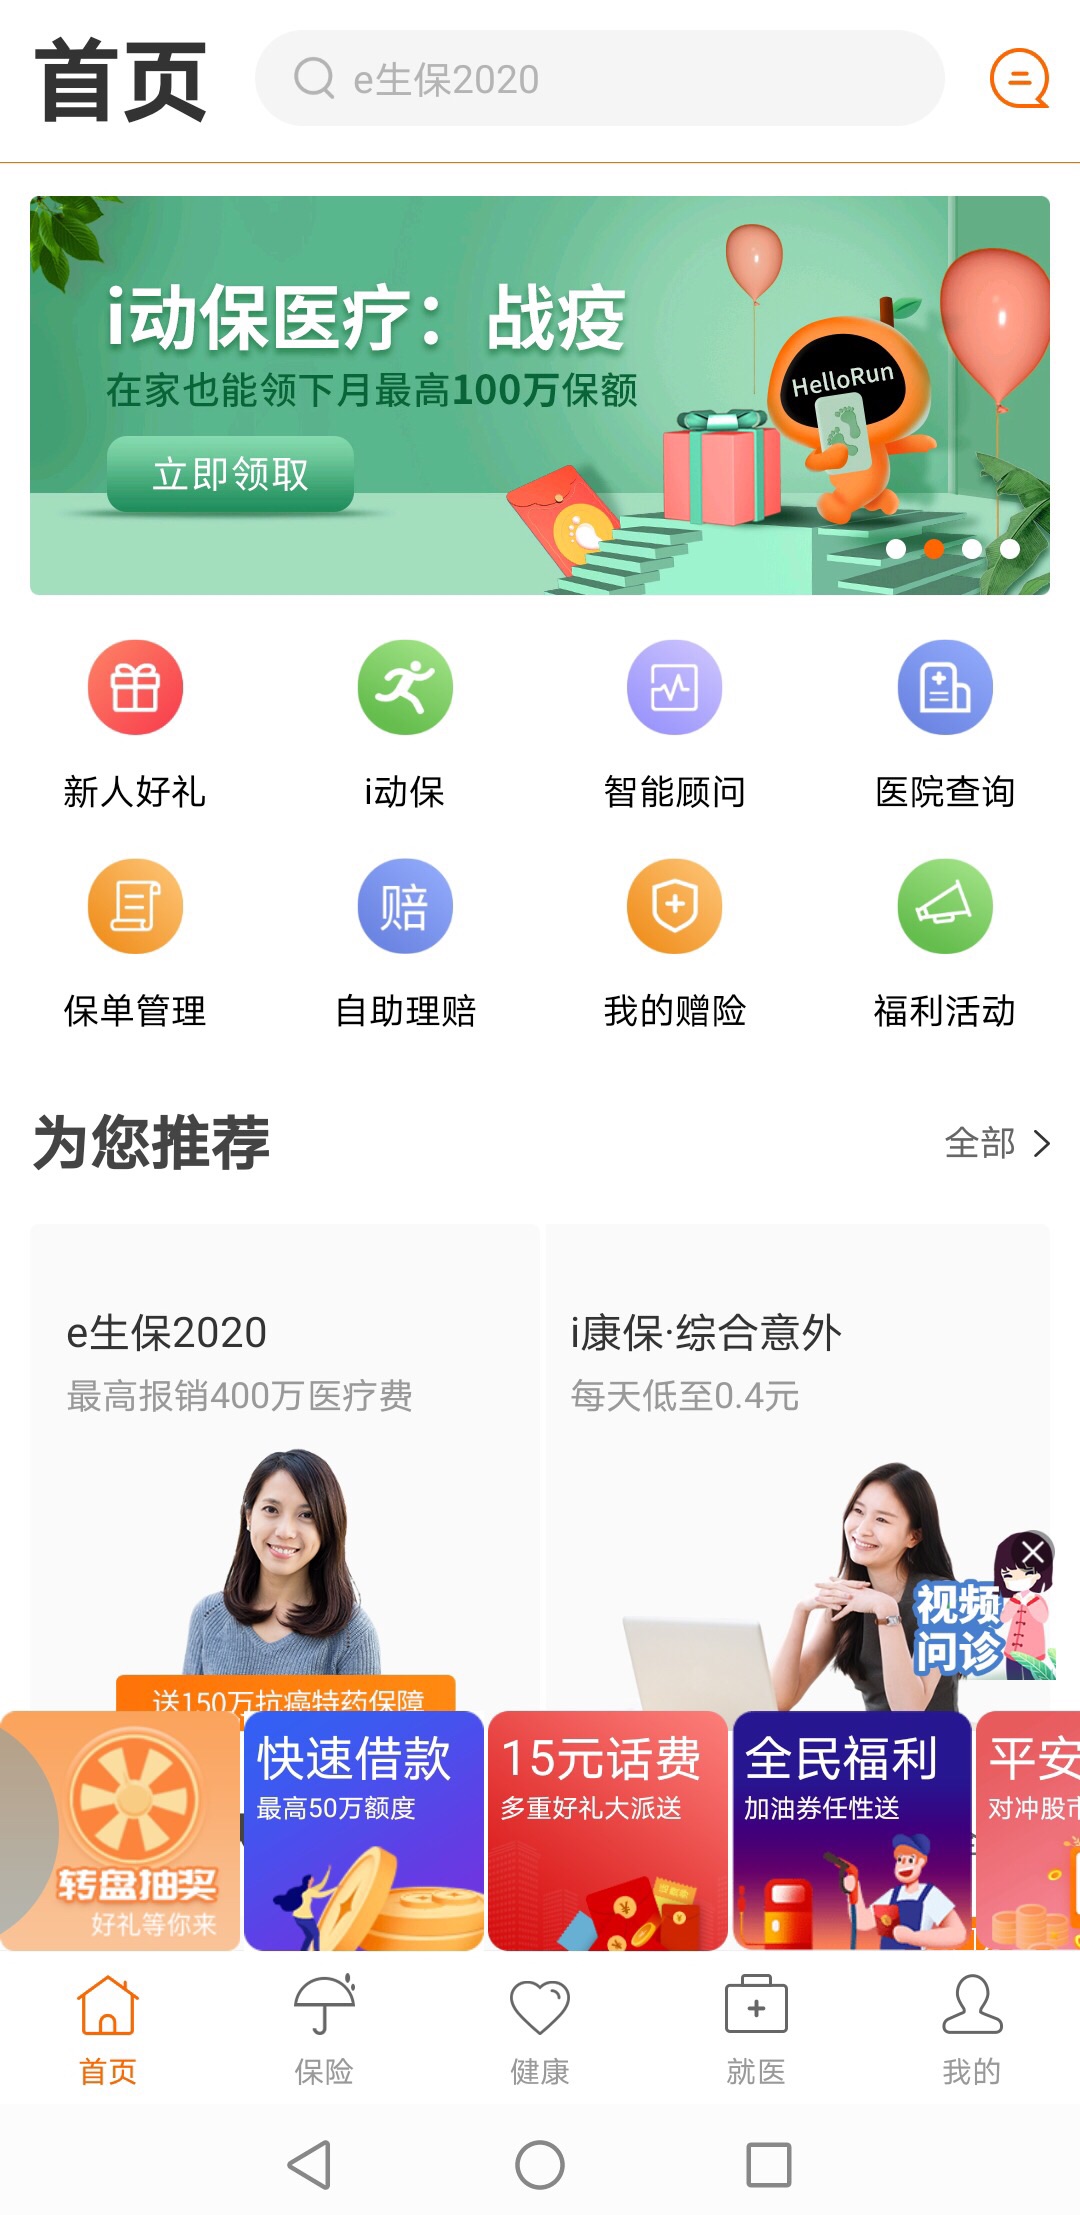 首页
e生保2020
i动保医疗：战疫
在家也能领下月最高100万保额
立即领取
HelloRun
新人好礼
i动保
智能顾问
医院查询
赔
保单管理
自助理赔
我的赠险
福利活动
为您推荐
全部
e生保2020
i康保·综合意外
最高报销400万医疗费
每天低至0.4元
视频
问诊
送150万抗癌特药保障
转盘抽奖
好礼等你来
快速借款
最高50万额度
15元话费
多重好礼大派送
全民福利
加油券任性送
平安
对冲股市
首页
保险
健康
就医
我的